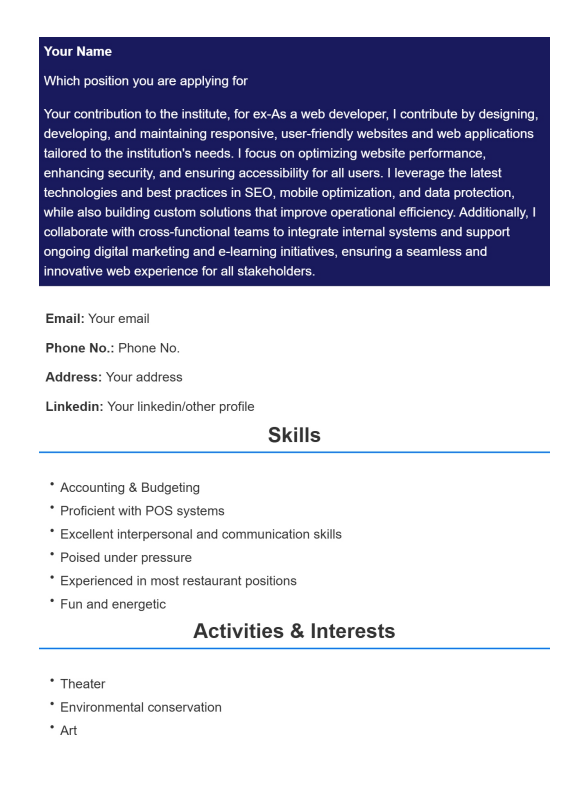 Your Name
Which position you are applying for
Your contribution to the institute, for ex-As a web developer, I contribute by designing,
developing, and maintaining responsive, user-friendly websites and web applications
tailored to the institution's needs. I focus on optimizing website performance,
enhancing security, and ensuring accessibility for all users. I leverage the latest
technologies and best practices in SEO, mobile optimization, and data protection,
while also building custom solutions that improve operational efficiency. Additionally, I
collaborate with cross-functional teams to integrate internal systems and support
ongoing digital marketing and e-learning initiatives, ensuring a seamless and
innovative web experience for all stakeholders.
Email: Your email
Phone No.: Phone No.
Address: Your address
Linkedin: Your linkedin/other profile
Skills
• Accounting & Budgeting
• Proficient with POS systems
• Excellent interpersonal and communication skills
• Poised under pressure
• Experienced in most restaurant positions
• Fun and energetic
Activities & Interests
• Theater
• Environmental conservation
• Art